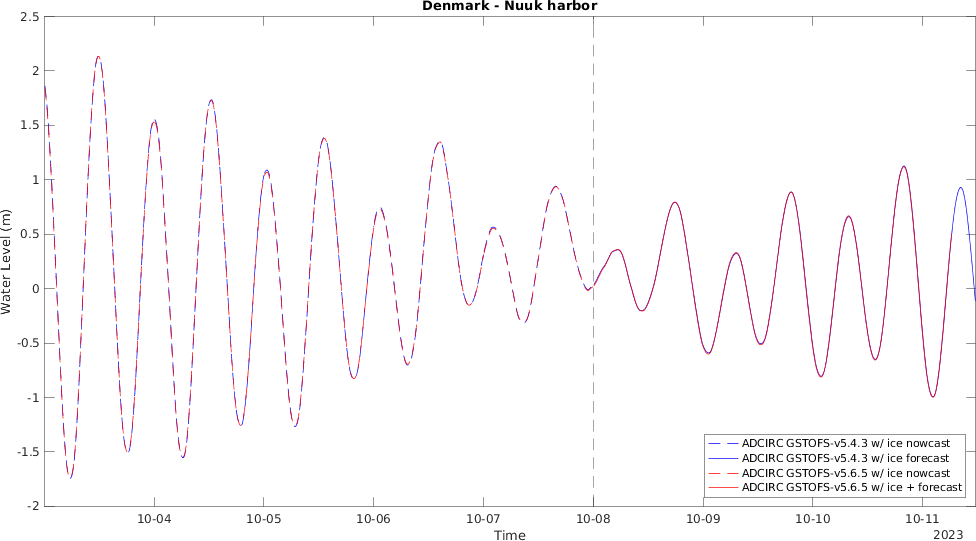 Denmark - Nuuk harbor
2.5
2
1.5
1
0.5
0
-0.5
-1
-1.5
-2
Water Level (m)
10-04 10-05 10-06 10-07 10-08 10-09 10-10 10-11
Time
2023
ADCIRC GSTOFS-v5.4.3 w/ ice nowcast
ADCIRC GSTOFS-v5.4.3 w/ ice forecast
ADCIRC GSTOFS-v5.6.5 w/ ice nowcast
ADCIRC GSTOFS-v5.6.5 w/ ice + forecast